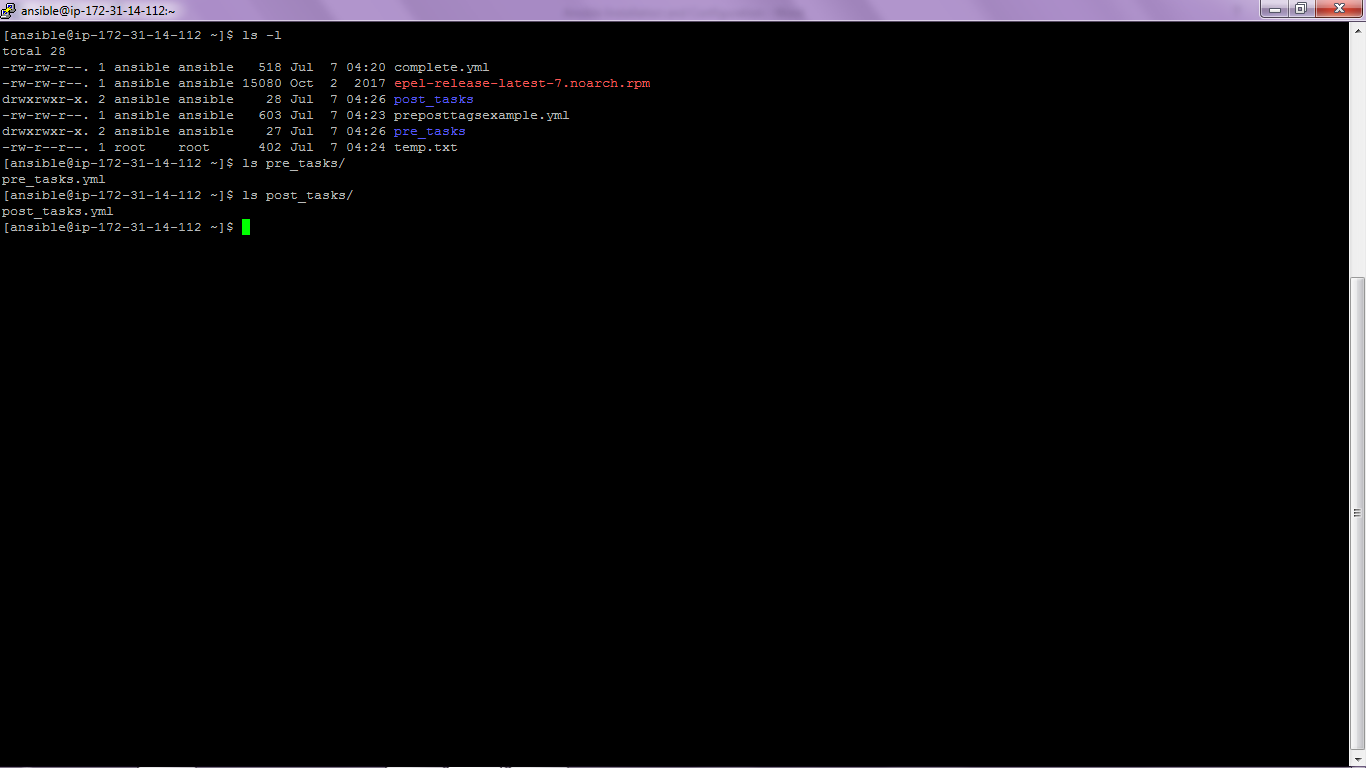 ansible@ip-172-31-14-112:~
[ansible@ip-172-31-14-112 ~]$ ls -l
total 28
-rw-rw-r--. 1 ansible ansible   518 Jul  7 04:20 complete.yml
-rw-rw-r--. 1 ansible ansible 15080 Oct  2  2017 epel-release-latest-7.noarch.rpm
drwxrwxr-x. 2 ansible ansible    28 Jul  7 04:26 post_tasks
-rw-rw-r--. 1 ansible ansible   603 Jul  7 04:23 preposttagsexample.yml
drwxrwxr-x. 2 ansible ansible    27 Jul  7 04:26 pre_tasks
-rw-r--r--. 1 root    root      402 Jul  7 04:24 temp.txt
[ansible@ip-172-31-14-112 ~]$ ls pre_tasks/
pre_tasks.yml
[ansible@ip-172-31-14-112 ~]$ ls post_tasks/
post_tasks.yml
[ansible@ip-172-31-14-112 ~]$